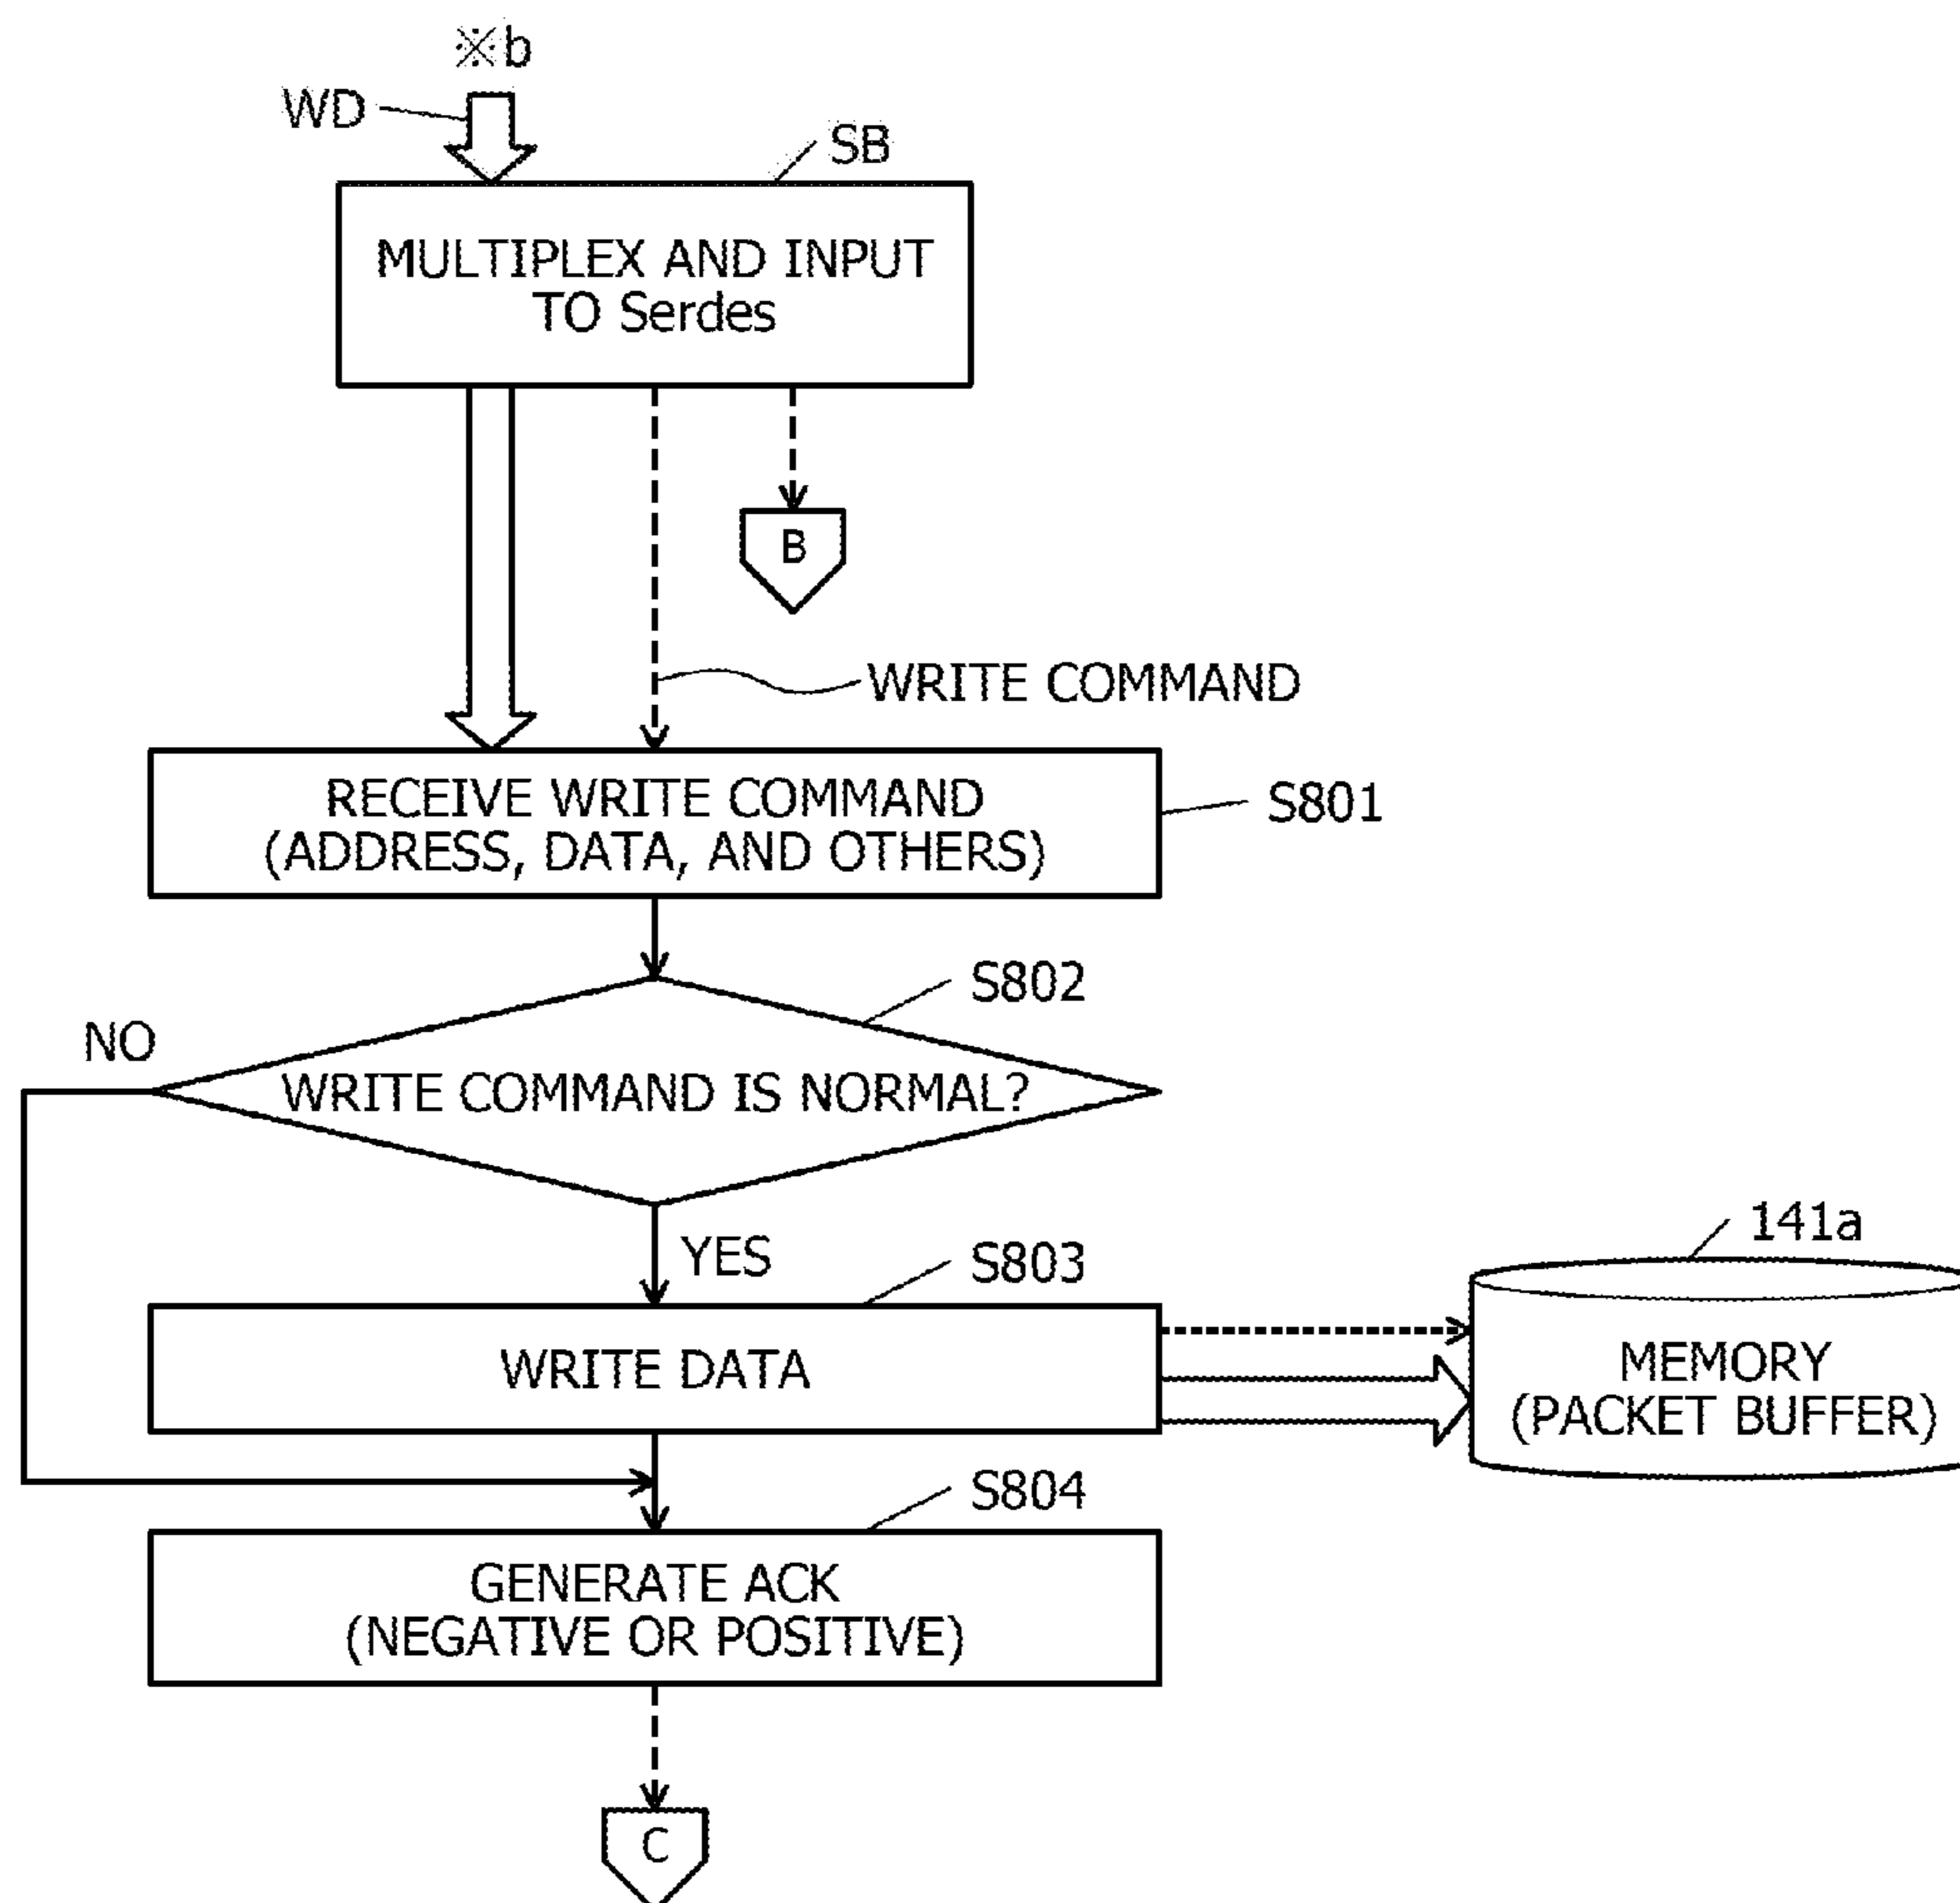 ※b
WD
SB
MULTIPLEX AND INPUT
TO Serdes
B
WRITE COMMAND
RECEIVE WRITE COMMAND
(ADDRESS, DATA, AND OTHERS)
S801
S802
NO
WRITE COMMAND IS NORMAL?
YES
S803
141a
WRITE DATA
MEMORY
(PACKET BUFFER)
S804
GENERATE ACK
(NEGATIVE OR POSITIVE)
C